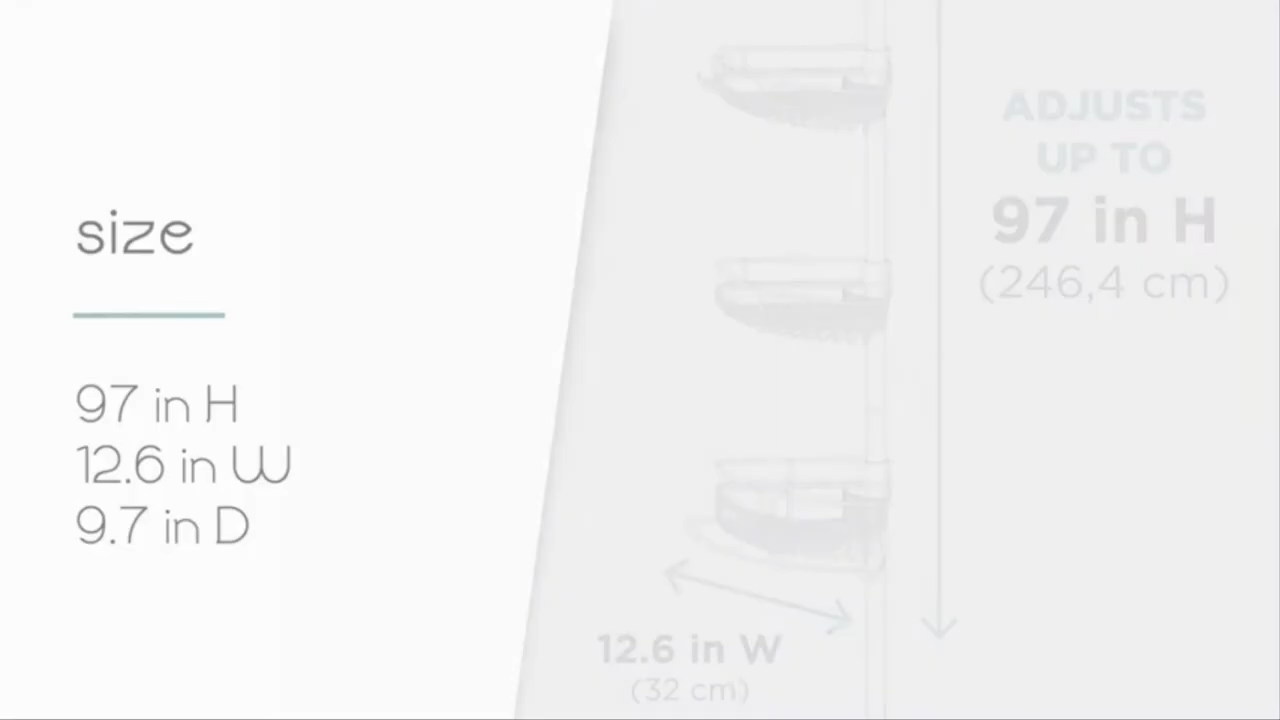 size
97 in H
12.6 in W
9.7 in D
ADJUSTS
UP TO
97 in H
(246,4 cm)
12.6 in W
(32 cm)